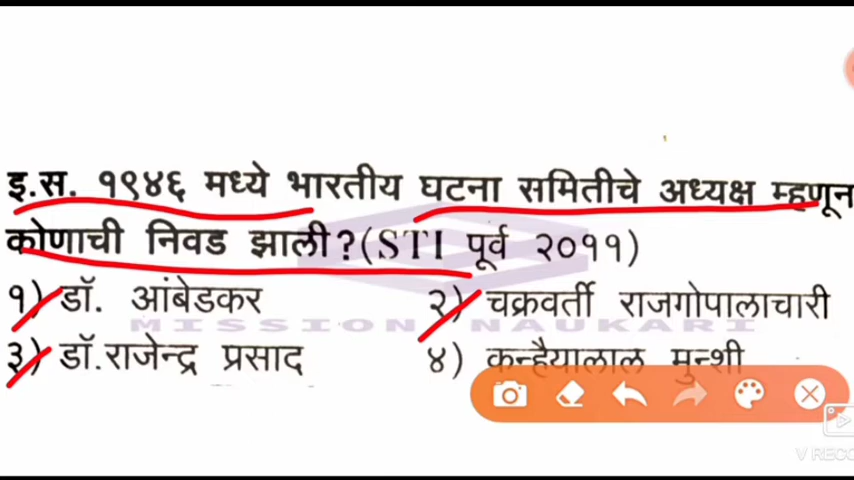 इ.स. १९४६ मध्ये भारतीय घटना समितीचे अध्यक्ष म्हणून
कोणाची निवड झाली?(STI पूर्व २०११)
१) डॉ. आंबेडकर २) चक्रवर्ती राजगोपालाचारी
MISSION NAUKARI
३) डॉ.राजेन्द्र प्रसाद ४) कन्हैयालाल मुन्शी
V RECO